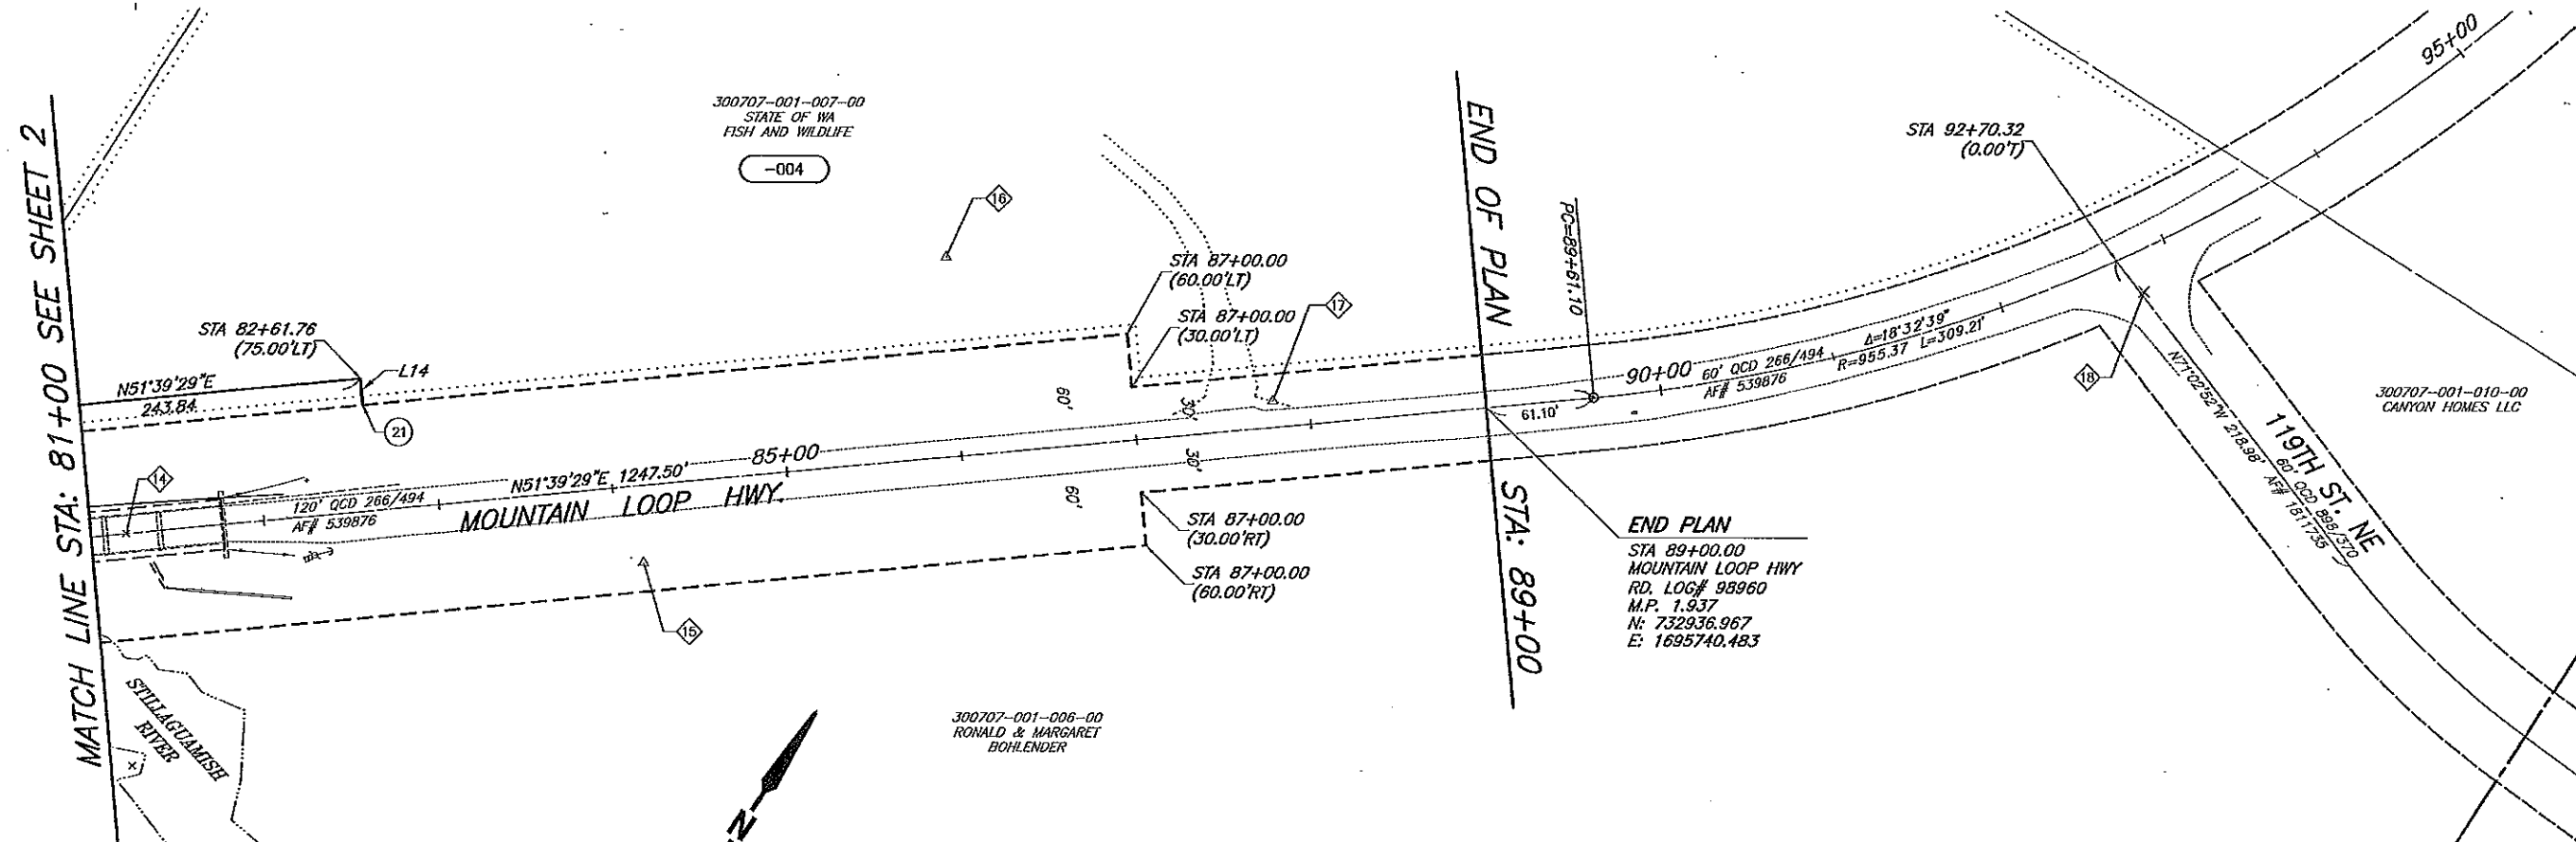 MATCH LINE STA: 81+00 SEE SHEET 2
300707-001-007-00
STATE OF WA
FISH AND WILDLIFE
-004
16
STA 82+61.76
(75.00'LT)
L14
N51°39'29"E
243.84
21
14
120' QCD 266/494
AF# 539876
N51°39'29"E 1247.50'
85+00
MOUNTAIN LOOP HWY.
15
STILLAGUAMISH
RIVER
N
300707-001-006-00
RONALD & MARGARET
BOHLENDER
STA 87+00.00
(60.00'LT)
STA 87+00.00
(30.00'LT)
17
60'
30'
30'
60'
STA 87+00.00
(30.00'RT)
STA 87+00.00
(60.00'RT)
END OF PLAN STA: 89+00
PC=89+61.10
61.10'
90+00
60' QCD 266/494
AF# 539876
Δ=18°32'39"
R=955.37 L=309.21'
END PLAN
STA 89+00.00
MOUNTAIN LOOP HWY
RD. LOG# 98960
M.P. 1.937
N: 732936.967
E: 1695740.483
STA 92+70.32
(0.00'T)
95+00
18
N71°02'52"W 218.98'
119TH ST. NE
60' QCD 898/370
AF# 1811735
300707-001-010-00
CANYON HOMES LLC